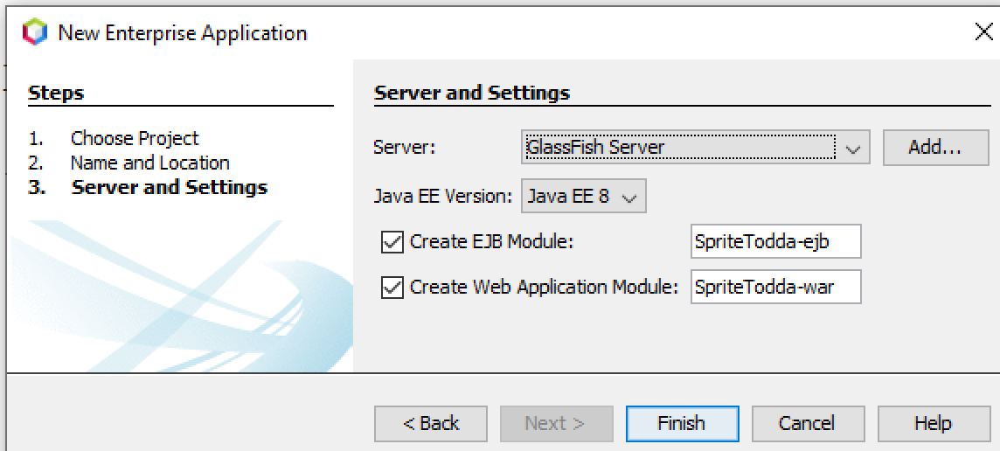 New Enterprise Application
Steps
1. Choose Project
2. Name and Location
3. Server and Settings
Server and Settings
Server: GlassFish Server Add...
Java EE Version: Java EE 8
Create EJB Module: SpriteTodda-ejb
Create Web Application Module: SpriteTodda-war
< Back Next > Finish Cancel Help